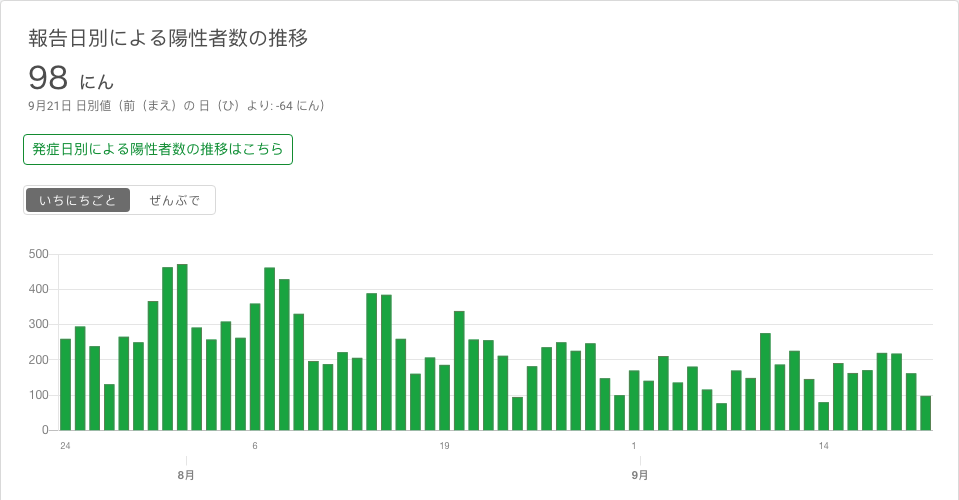 報告日別による陽性者数の推移
98 にん
9月21日 日別値（前（まえ）の 日（ひ）より: -64 にん）
発症日別による陽性者数の推移はこちら
いちにちごと ぜんぶで
500
400
300
200
100
0
24 6 19 1 14
8月 9月